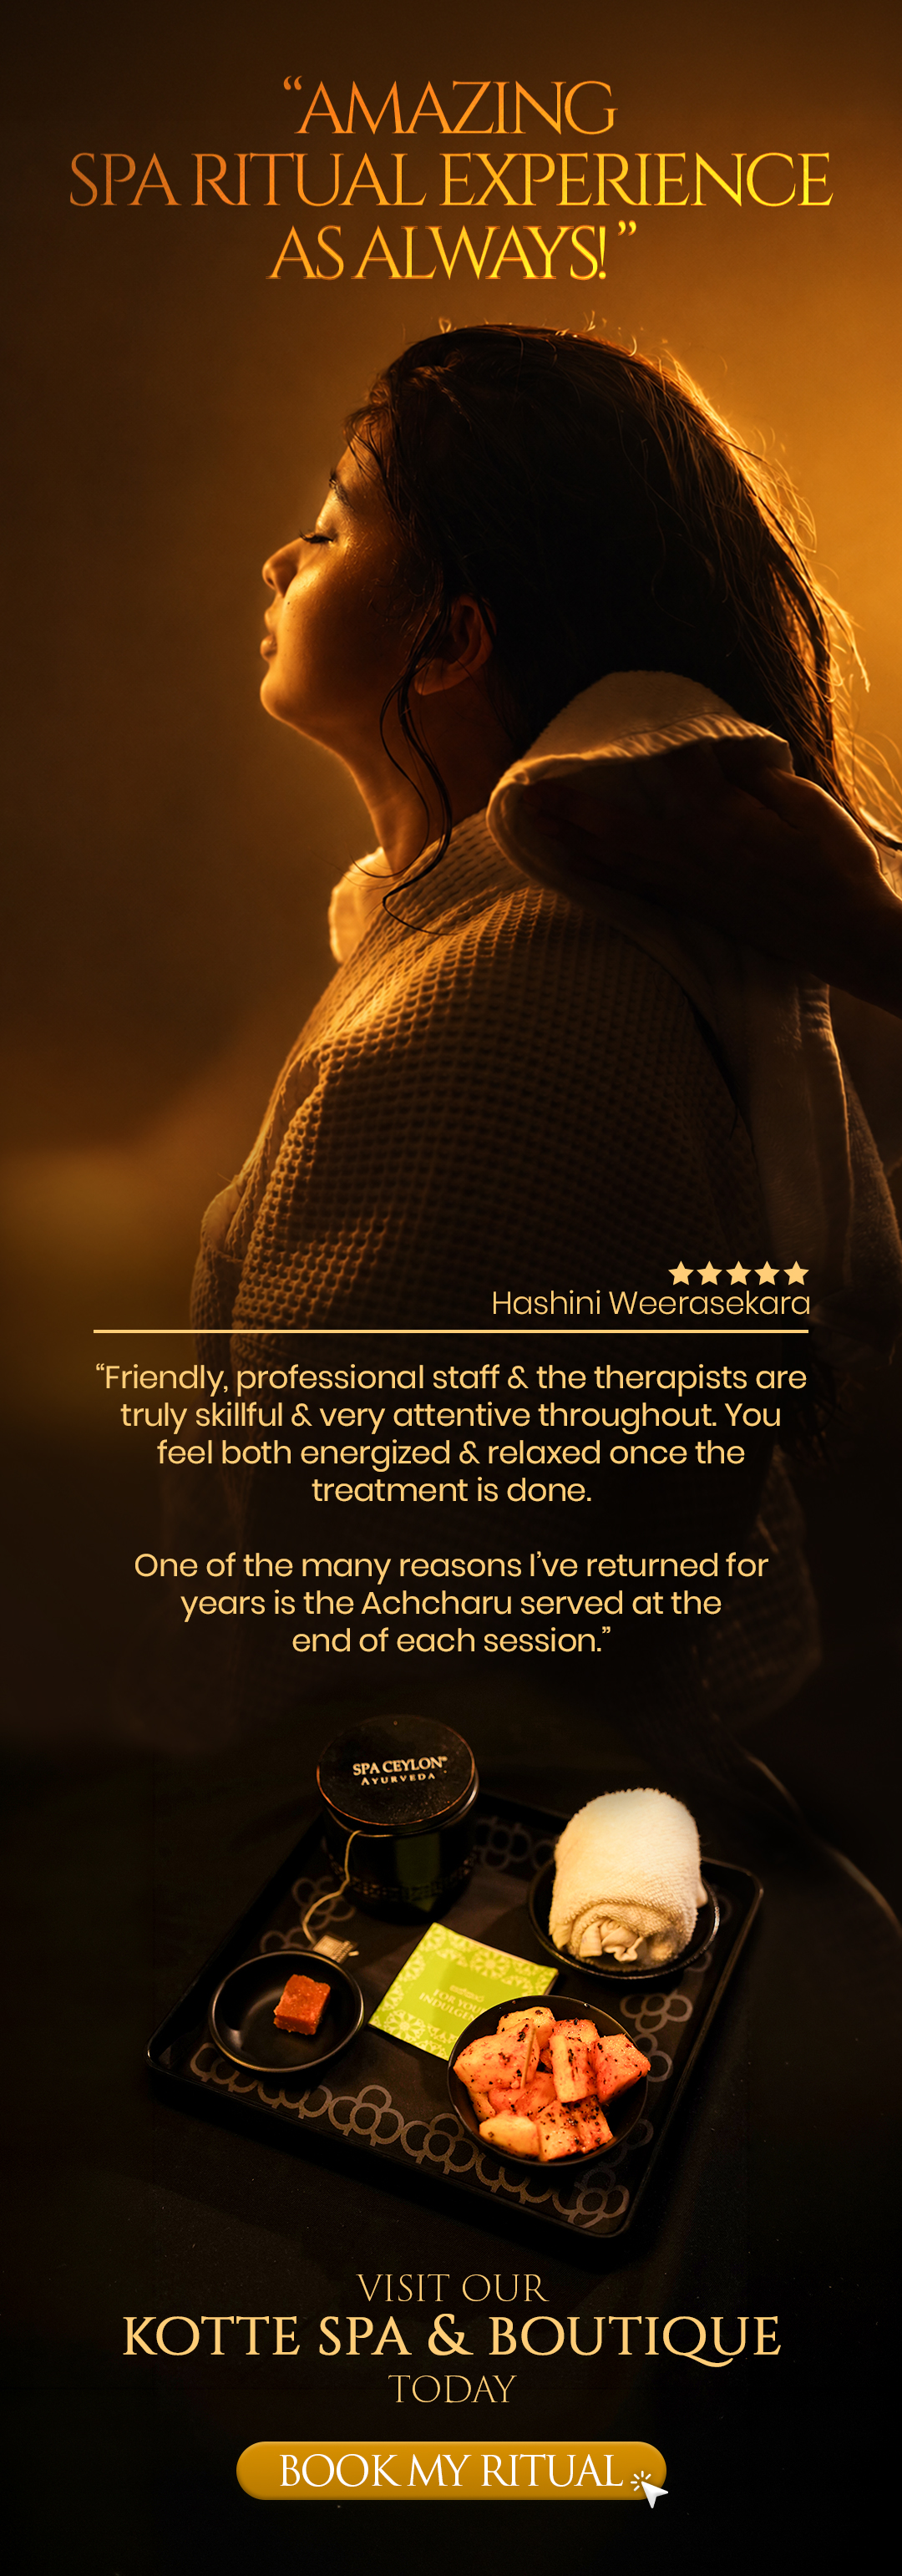 “AMAZING
SPA RITUAL EXPERIENCE
AS ALWAYS!”
★★★★★
Hashini Weerasekara
“Friendly, professional staff & the therapists are
truly skillful & very attentive throughout. You
feel both energized & relaxed once the
treatment is done.
One of the many reasons I’ve returned for
years is the Achcharu served at the
end of each session.”
SPA CEYLON®
AYURVEDA
VISIT OUR
KOTTE SPA & BOUTIQUE
TODAY
BOOK MY RITUAL